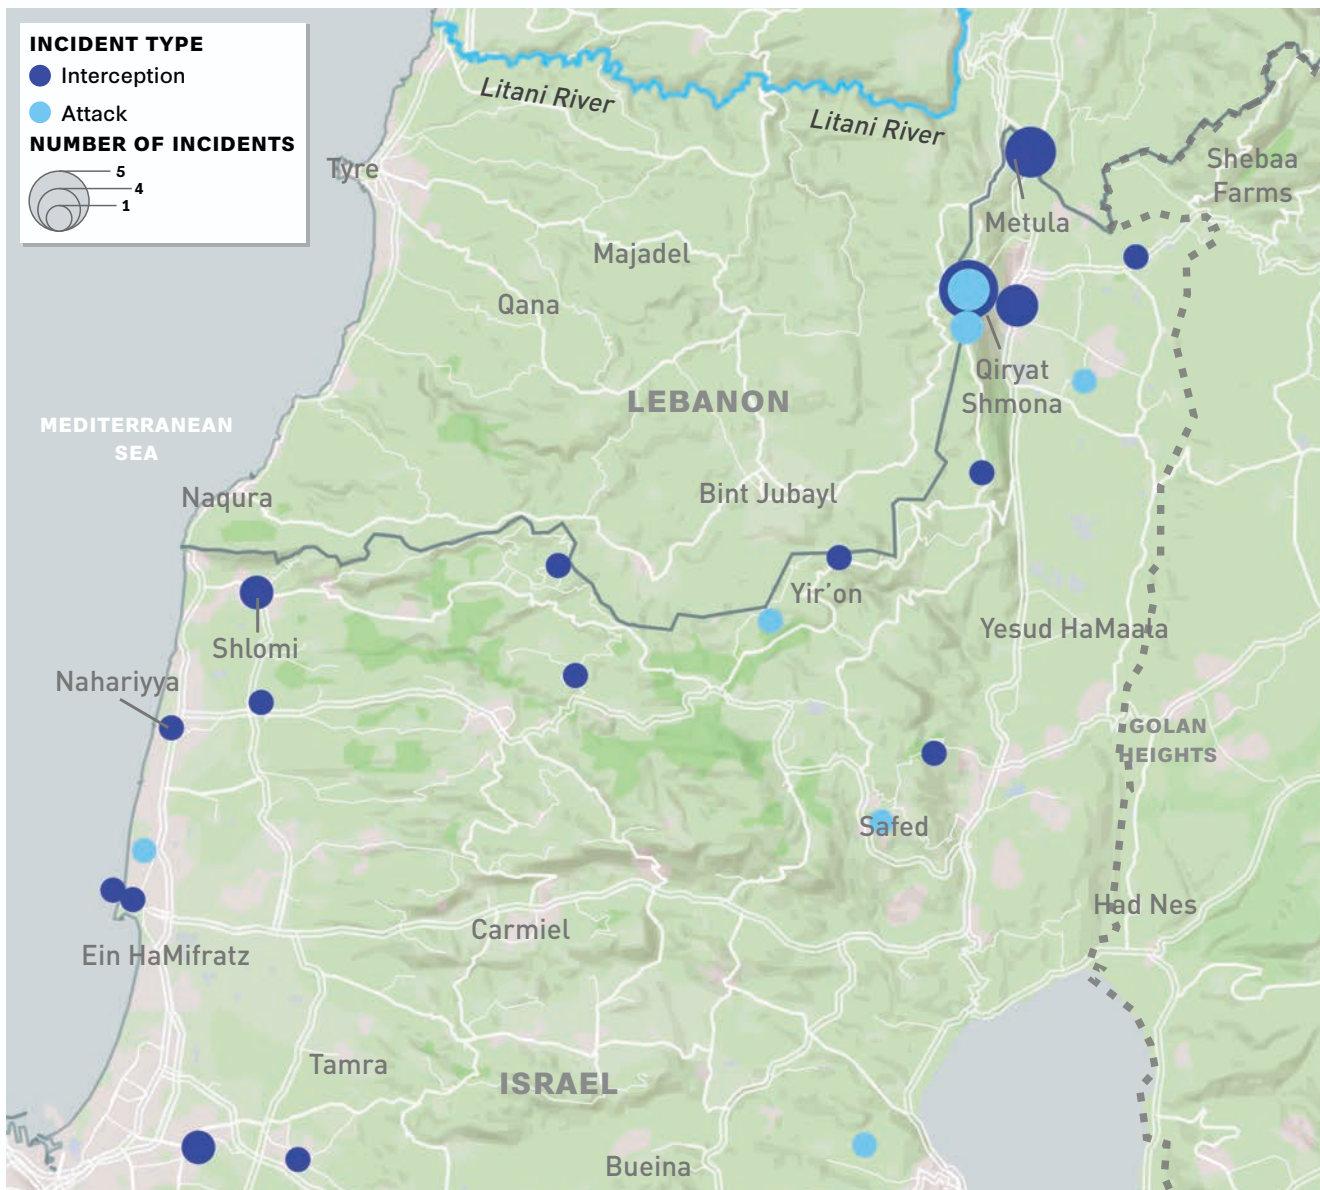 INCIDENT TYPE
Interception
Attack
NUMBER OF INCIDENTS
5
4
1
Litani River
Litani River
Tyre
Shebaa
Farms
Metula
Majadel
Qana
Qiryat
Shmona
LEBANON
MEDITERRANEAN
SEA
Naqura
Bint Jubayl
Yir’on
Yesud HaMaala
Shlomi
Nahariyya
GOLAN
HEIGHTS
Safed
Had Nes
Carmiel
Ein HaMifratz
Tamra
ISRAEL
Bueina